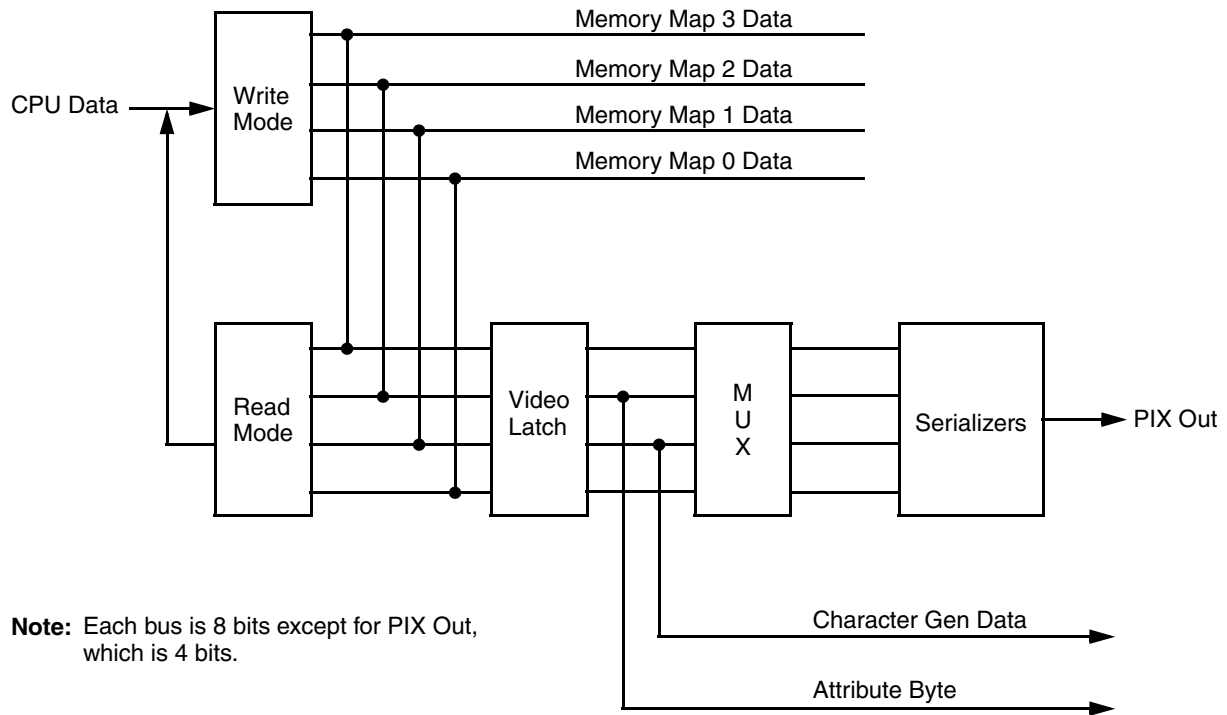 Memory Map 3 Data
Memory Map 2 Data
CPU Data
Write
Mode
Memory Map 1 Data
Memory Map 0 Data
Read
Mode
Video
Latch
M
U
X
Serializers
PIX Out
Note: Each bus is 8 bits except for PIX Out,
which is 4 bits.
Character Gen Data
Attribute Byte